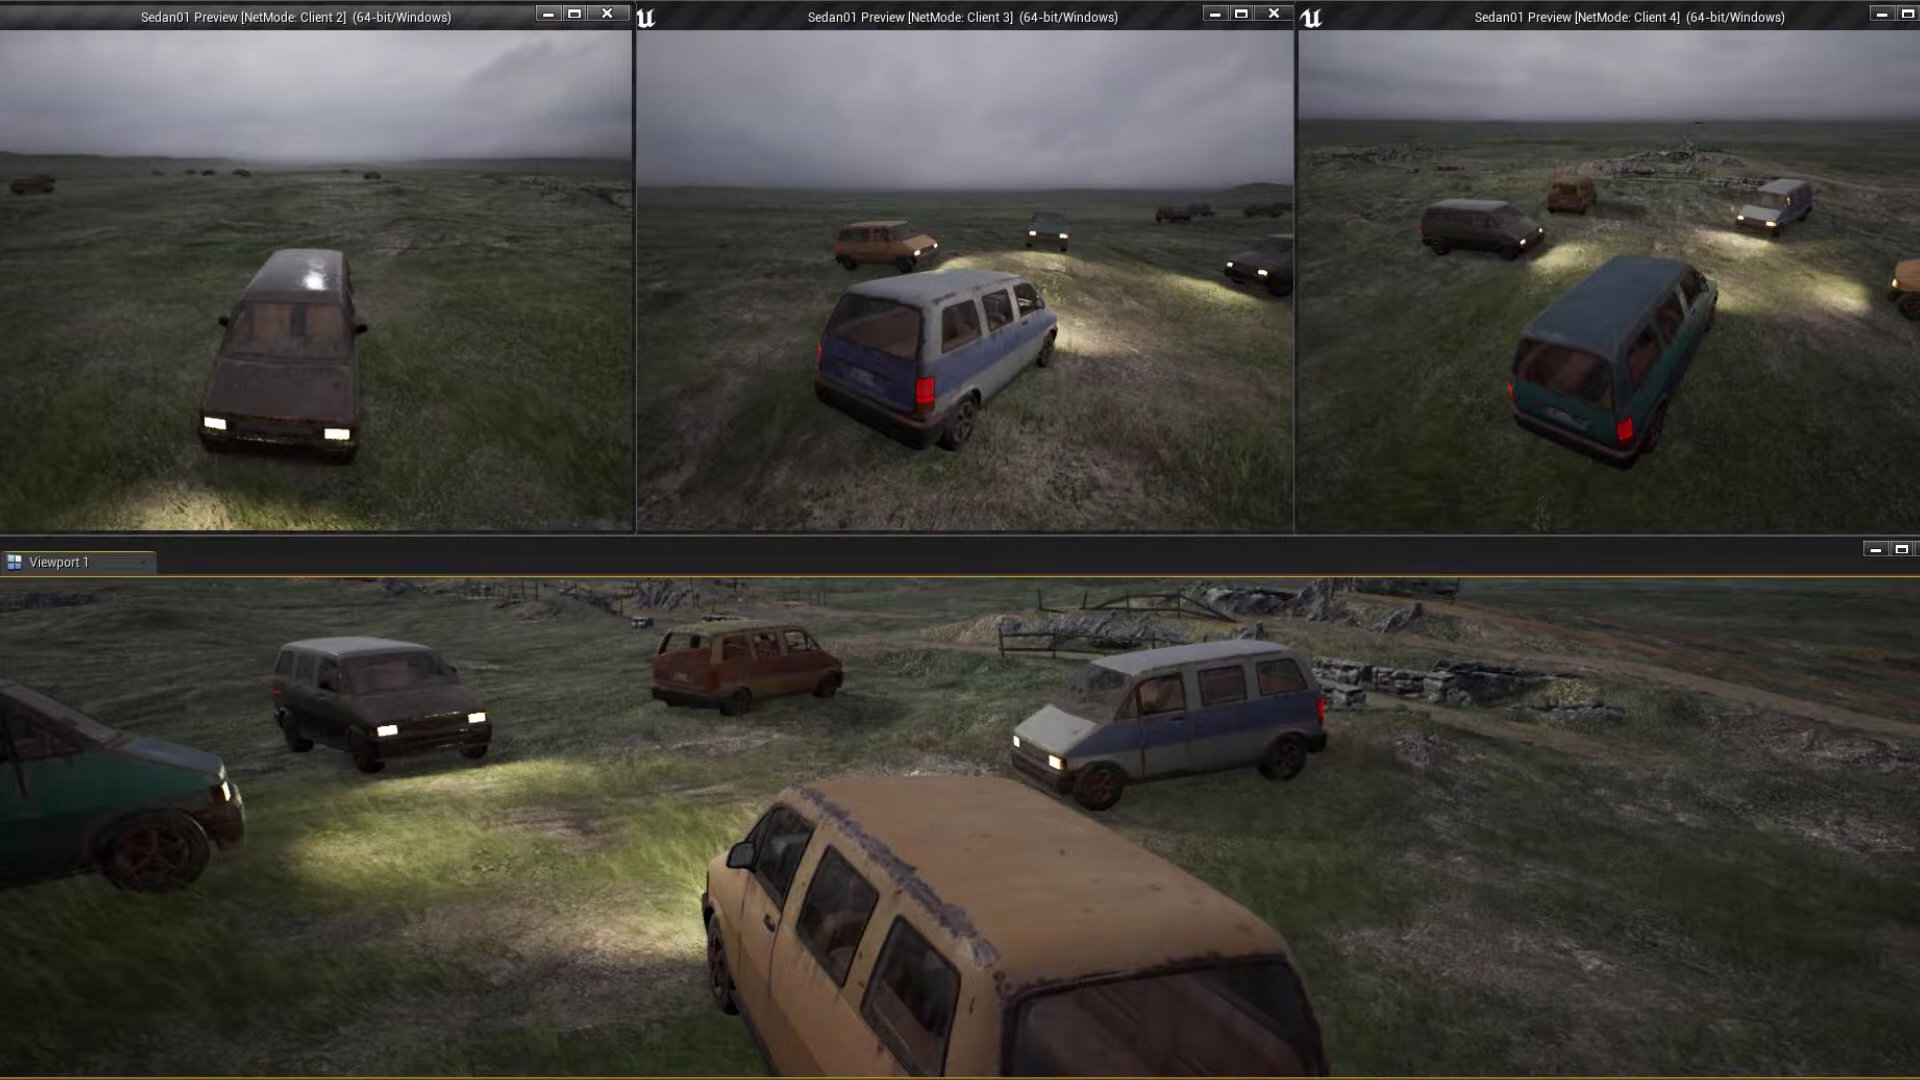 Sedan01 Preview [NetMode: Client 2] (64-bit/Windows)
Sedan01 Preview [NetMode: Client 3] (64-bit/Windows)
Sedan01 Preview [NetMode: Client 4] (64-bit/Windows)
Viewport 1